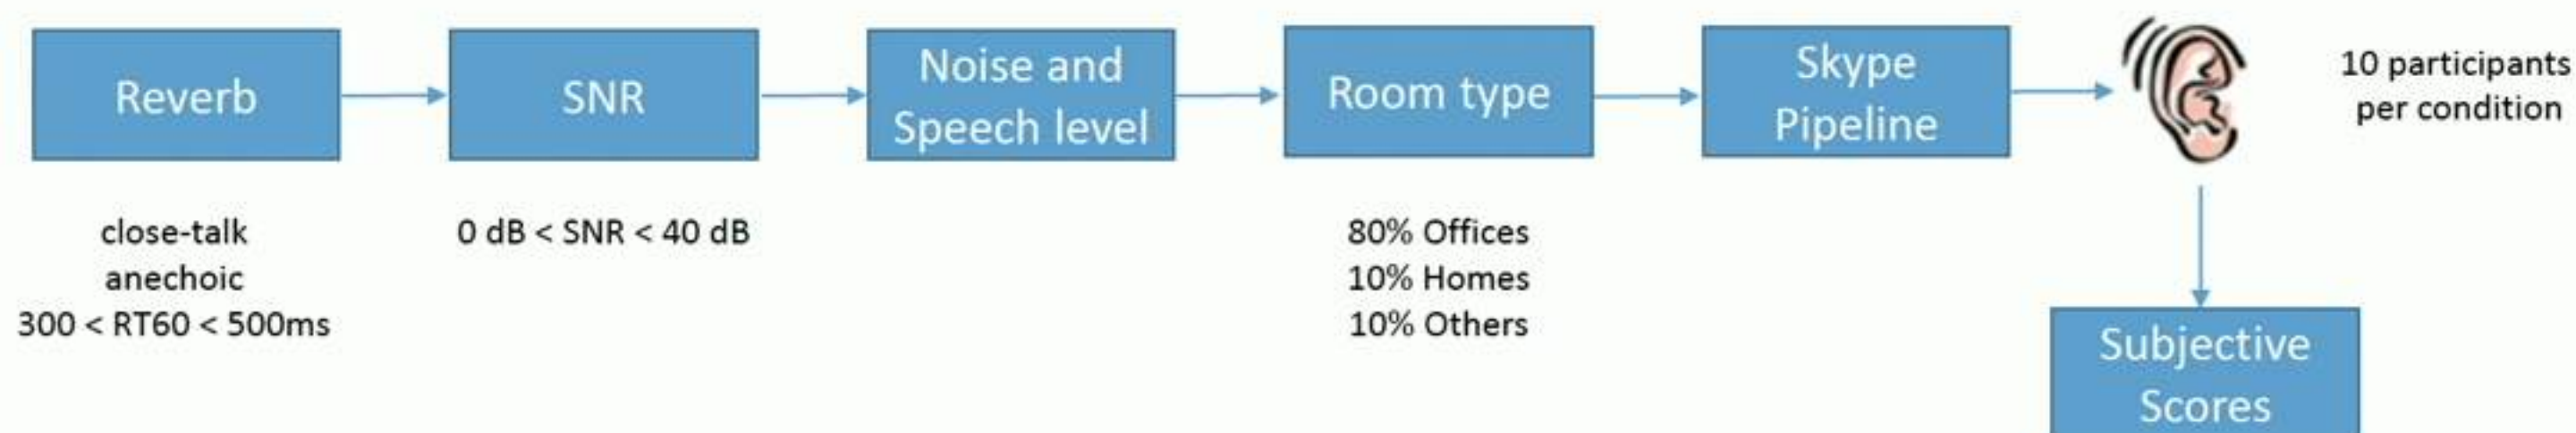 Reverb
SNR
Noise and
Speech level
Room type
Skype
Pipeline
10 participants
per condition
close-talk
anechoic
300 < RT60 < 500ms
0 dB < SNR < 40 dB
80% Offices
10% Homes
10% Others
Subjective
Scores